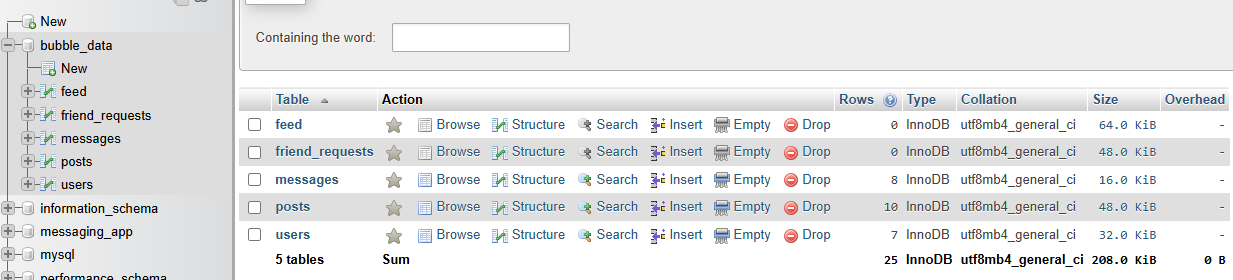 New
bubble_data
New
feed
friend_requests
messages
posts
users
information_schema
messaging_app
mysql
performance_schema
Containing the word:
Table Action Rows Type Collation Size Overhead
feed Browse Structure Search Insert Empty Drop 0 InnoDB utf8mb4_general_ci 64.0 KiB -
friend_requests Browse Structure Search Insert Empty Drop 0 InnoDB utf8mb4_general_ci 48.0 KiB -
messages Browse Structure Search Insert Empty Drop 8 InnoDB utf8mb4_general_ci 16.0 KiB -
posts Browse Structure Search Insert Empty Drop 10 InnoDB utf8mb4_general_ci 48.0 KiB -
users Browse Structure Search Insert Empty Drop 7 InnoDB utf8mb4_general_ci 32.0 KiB -
5 tables Sum 25 InnoDB utf8mb4_general_ci 208.0 KiB 0 B